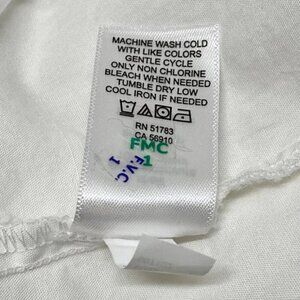 MACHINE WASH COLD
WITH LIKE COLORS
GENTLE CYCLE
ONLY NON CHLORINE
BLEACH WHEN NEEDED
TUMBLE DRY LOW
COOL IRON IF NEEDED
RN 51783
CA 56910
FMC
1
F.V.C.
1